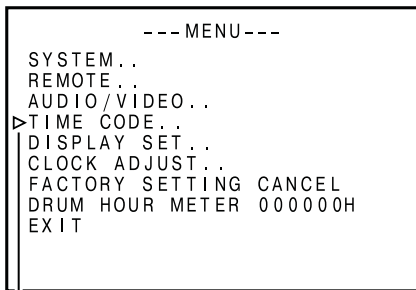 ---MENU---
SYSTEM..
REMOTE..
AUDIO/VIDEO..
TIME CODE..
DISPLAY SET..
CLOCK ADJUST..
FACTORY SETTING CANCEL
DRUM HOUR METER 000000H
EXIT